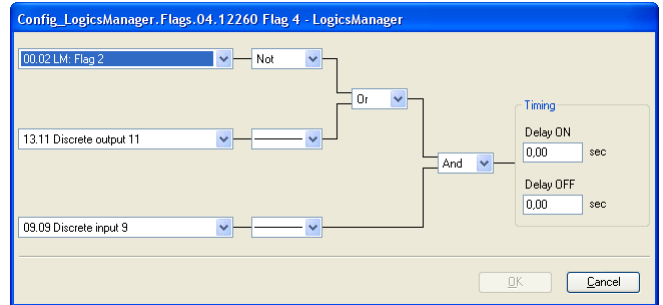 Config_LogicsManager.Flags.04.12260 Flag 4 - LogicsManager
00.02 LM: Flag 2
Not
Or
Timing
Delay ON
13.11 Discrete output 11
0,00 sec
And
Delay OFF
0,00 sec
09.09 Discrete input 9
OK
Cancel